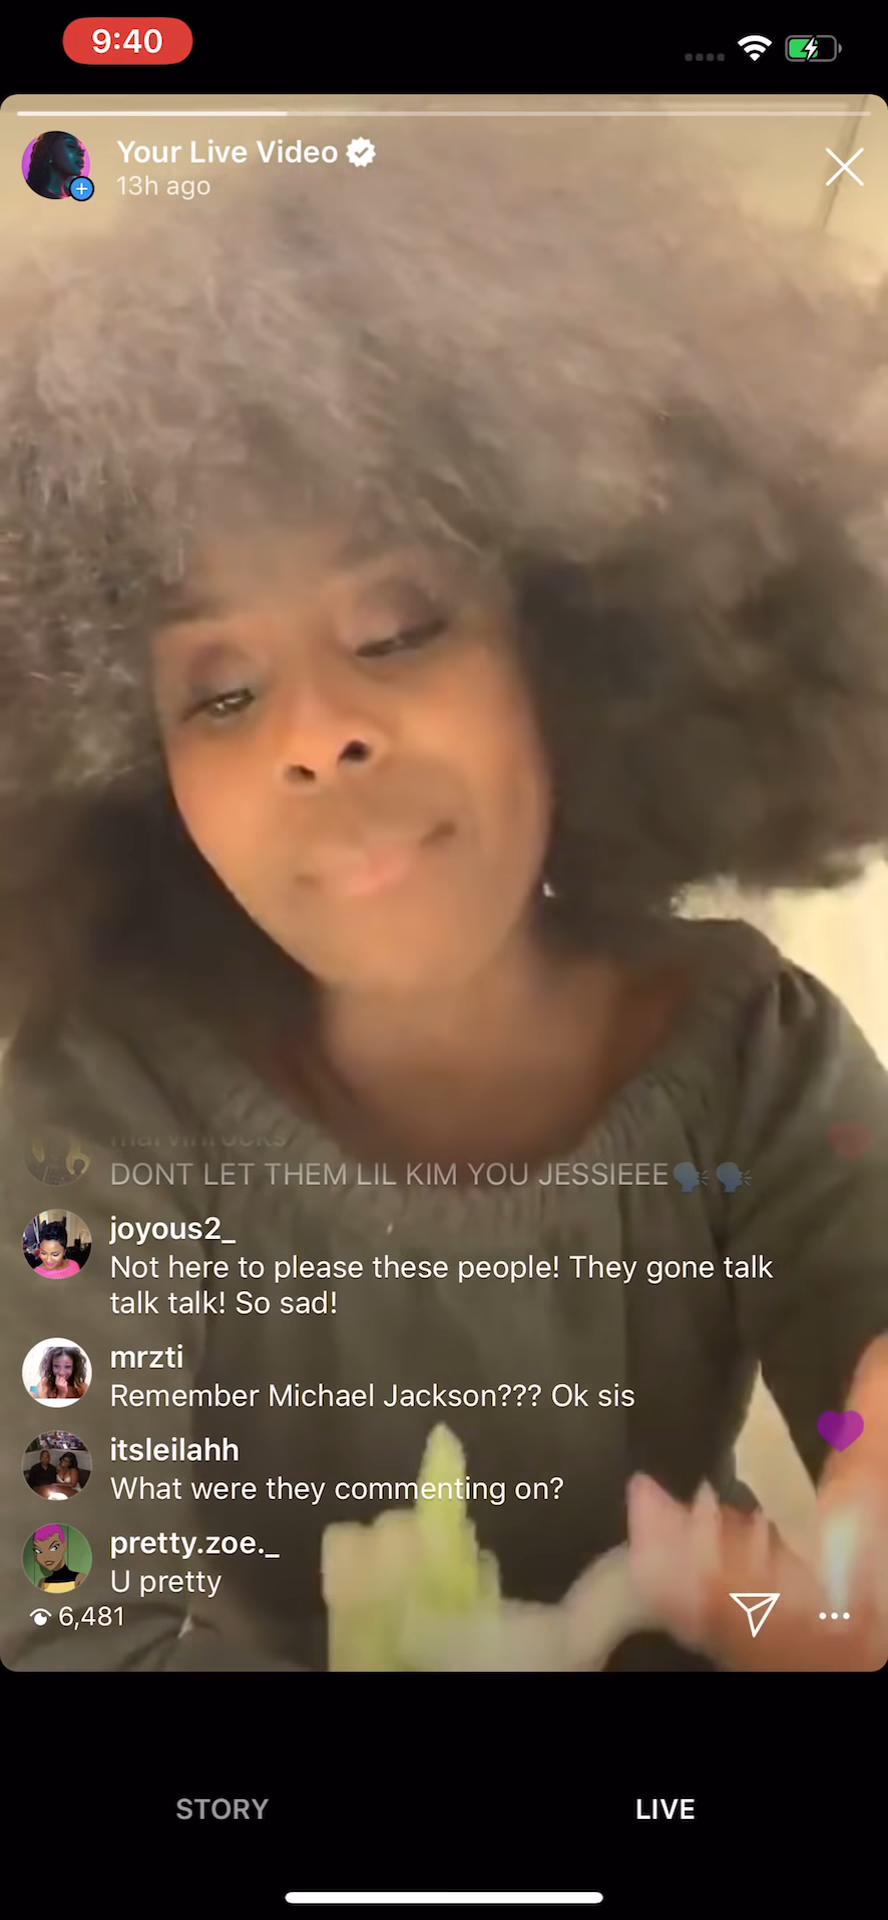 9:40
Your Live Video
13h ago
marvinrocks
DONT LET THEM LIL KIM YOU JESSIEEE🗣🗣
joyous2_
Not here to please these people! They gone talk
talk talk! So sad!
mrzti
Remember Michael Jackson??? Ok sis
itsleilahh
What were they commenting on?
pretty.zoe._
U pretty
6,481
STORY
LIVE